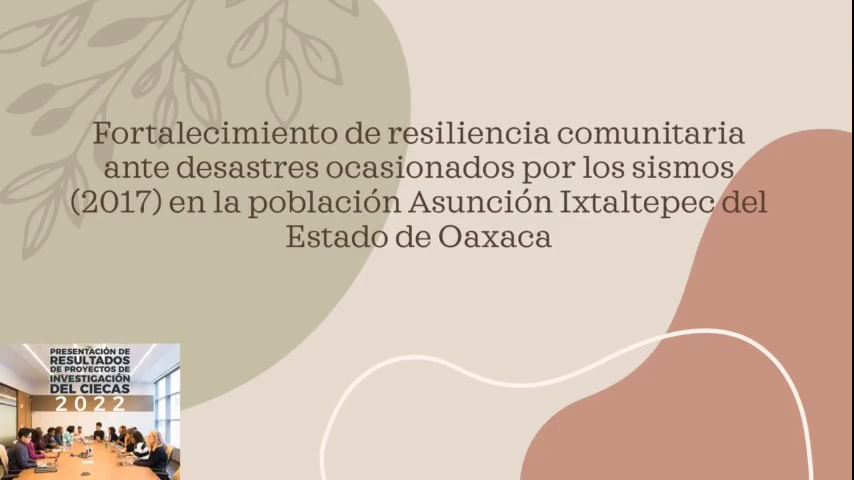 Fortalecimiento de resiliencia comunitaria
ante desastres ocasionados por los sismos
(2017) en la población Asunción Ixtaltepec del
Estado de Oaxaca
PRESENTACIÓN DE
RESULTADOS
DE PROYECTOS DE
INVESTIGACIÓN
DEL CIECAS
2022